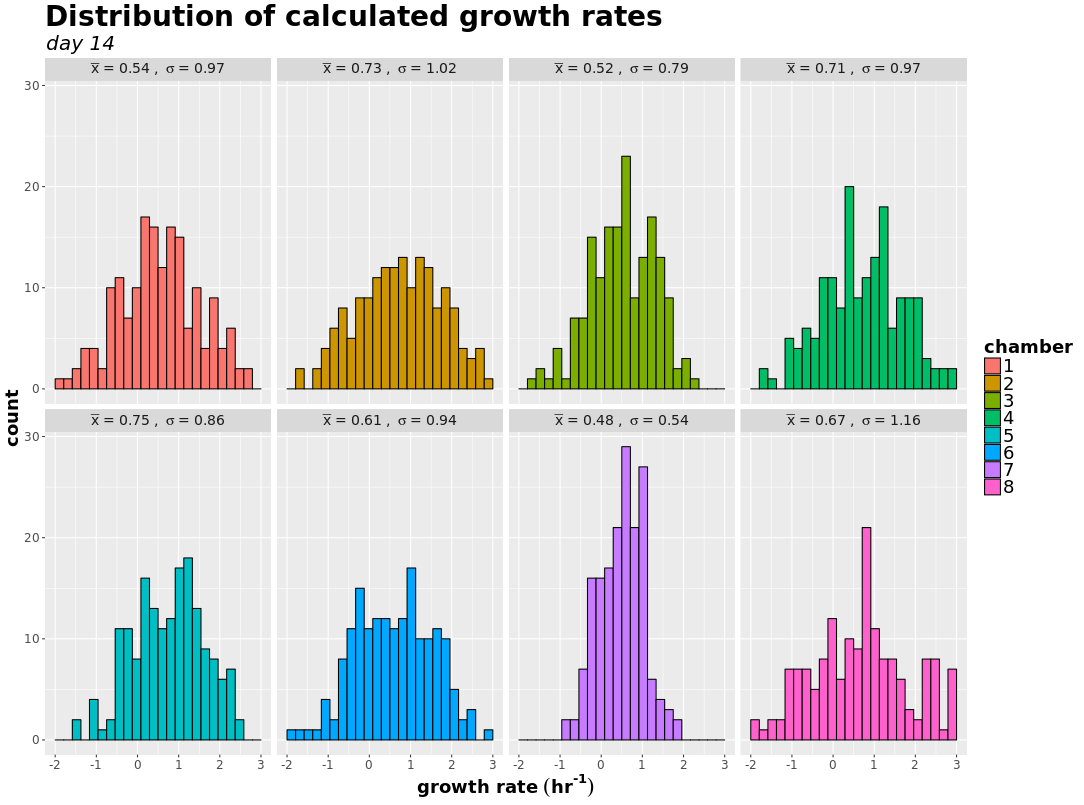 Distribution of calculated growth rates
day 14
x̅ = 0.54 , σ = 0.97
x̅ = 0.73 , σ = 1.02
x̅ = 0.52 , σ = 0.79
x̅ = 0.71 , σ = 0.97
30
20
10
0
x̅ = 0.75 , σ = 0.86
x̅ = 0.61 , σ = 0.94
x̅ = 0.48 , σ = 0.54
x̅ = 0.67 , σ = 1.16
30
20
10
0
-2 -1 0 1 2 3
-2 -1 0 1 2 3
-2 -1 0 1 2 3
-2 -1 0 1 2 3
count
growth rate (hr⁻¹)
chamber
1
2
3
4
5
6
7
8